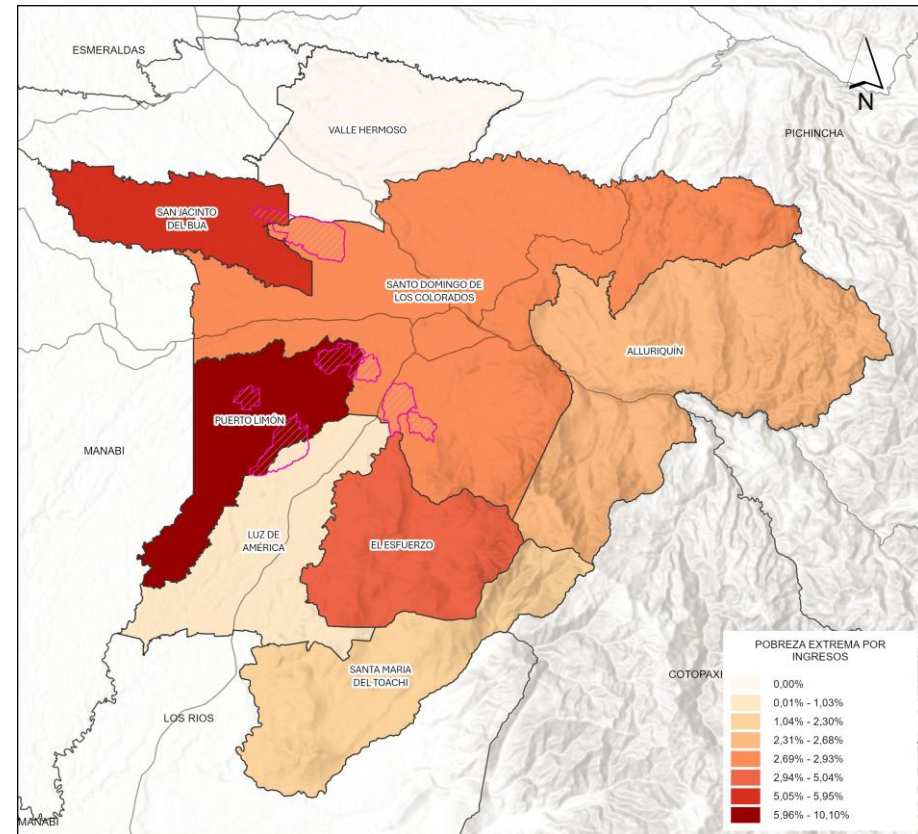 ESMERALDAS
N
VALLE HERMOSO
PICHINCHA
SAN JACINTO
DEL BÚA
SANTO DOMINGO DE
LOS COLORADOS
ALLURIQUÍN
PUERTO LIMÓN
MANABI
LUZ DE
AMÉRICA
EL ESFUERZO
SANTA MARIA
DEL TOACHI
COTOPAXI
LOS RIOS
MANABI
POBREZA EXTREMA POR
INGRESOS
0,00%
0,01% - 1,03%
1,04% - 2,30%
2,31% - 2,68%
2,69% - 2,93%
2,94% - 5,04%
5,05% - 5,95%
5,96% - 10,10%